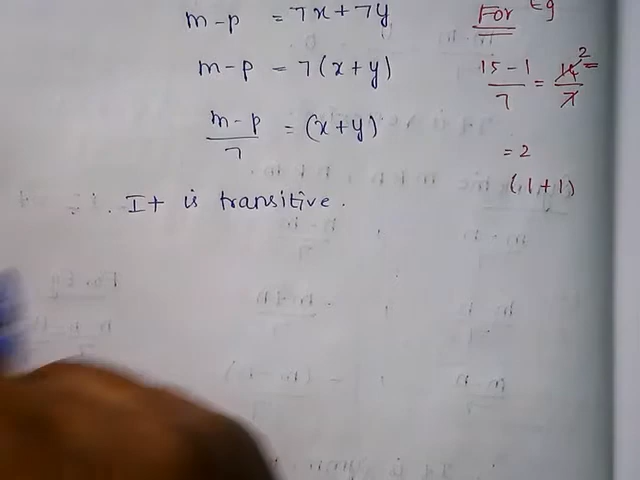 m-p = 7x+7y
m-p = 7(x+y)
m-p/7 = (x+y)
∴ It is transitive.
For Eg
15-1/7 = 14/7 2 =
= 2
(1+1)